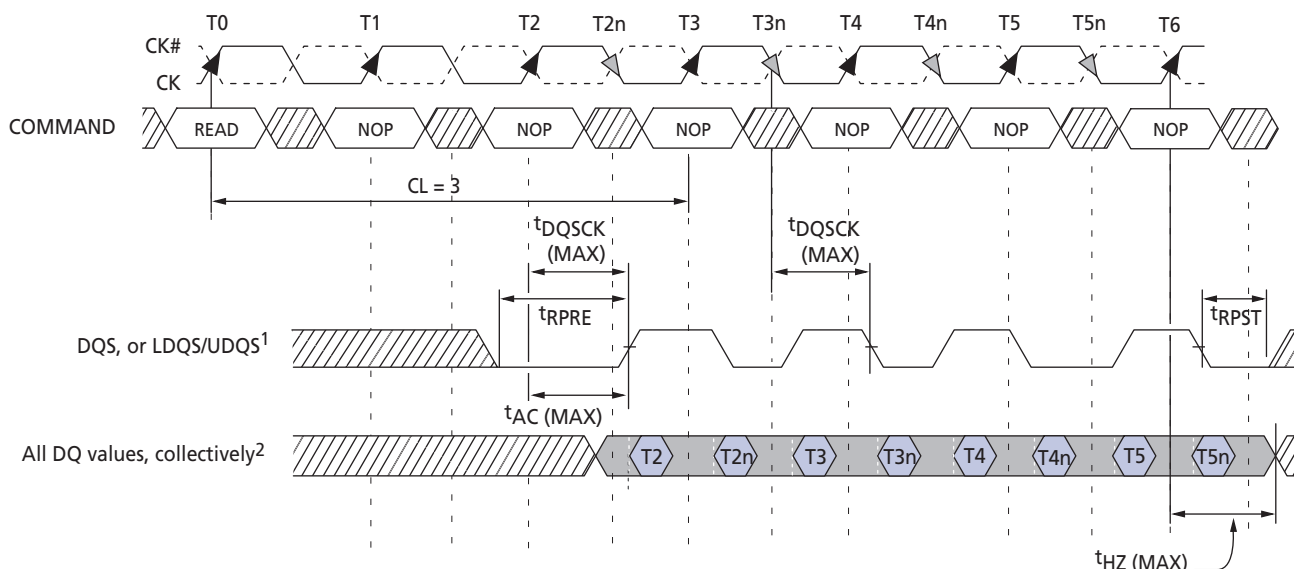 T0 T1 T2 T2n T3 T3n T4 T4n T5 T5n T6
CK#
CK
COMMAND READ NOP NOP NOP NOP NOP NOP
CL = 3
tDQSCK
(MAX)
tDQSCK
(MAX)
tRPRE
tRPST
DQS, or LDQS/UDQS1
tAC (MAX)
All DQ values, collectively2 T2 T2n T3 T3n T4 T4n T5 T5n
tHZ (MAX)